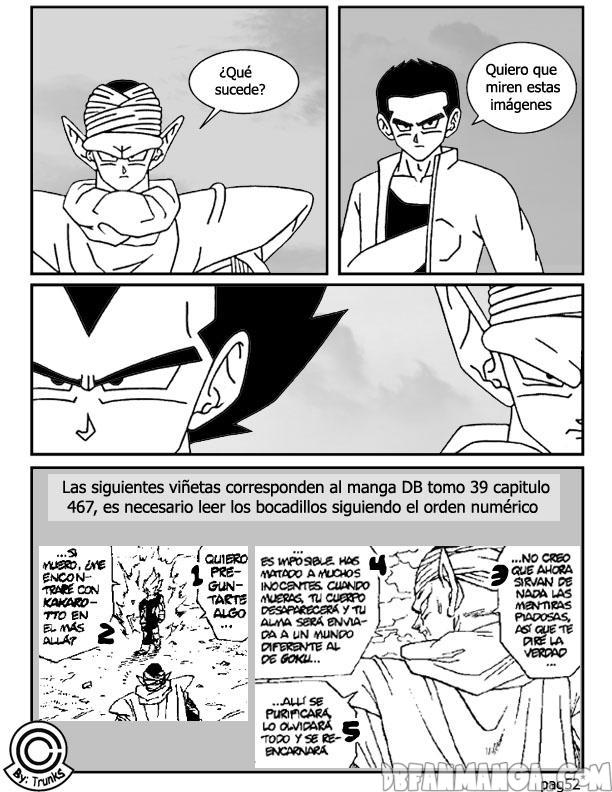 ¿Qué
sucede?
Quiero que
miren estas
imágenes
Las siguientes viñetas corresponden al manga DB tomo 39 capitulo
467, es necesario leer los bocadillos siguiendo el orden numérico
1
QUIERO
PRE-
GUN-
TARTE
ALGO
...
2
...SI
MUERO, ¿ME
ENCON-
TRARÉ CON
KAKARO-
TTO EN
EL MÁS
ALLÁ?
3
...NO CREO
QUE AHORA
SIRVAN DE
NADA LAS
MENTIRAS
PIADOSAS,
ASÍ QUE TE
DIRE LA
VERDAD
...
4
ES IMPOSIBLE. HAS
MATADO A MUCHOS
INOCENTES. CUANDO
MUERAS, TU CUERPO
DESAPARECERÁ Y TU
ALMA SERÁ ENVIA-
DA A UN MUNDO
DIFERENTE AL
DE GOKU...
5
...ALLÍ SE
PURIFICARÁ,
LO OLVIDARÁ
TODO Y SE RE-
ENCARNARÁ
By: Trunks
DBFANMANGA.COM
pag52